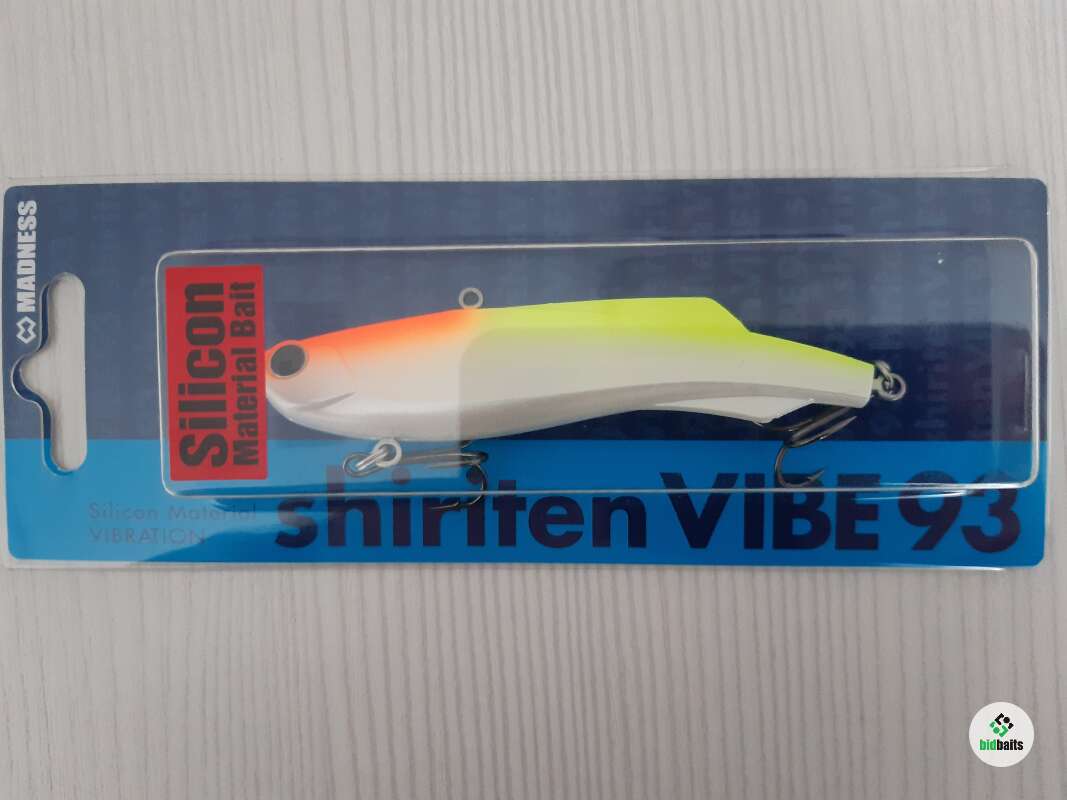 MADNESS
Silicon
Material Bait
Silicon Material
VIBRATION
shiriten VIBE 93
bidbaits